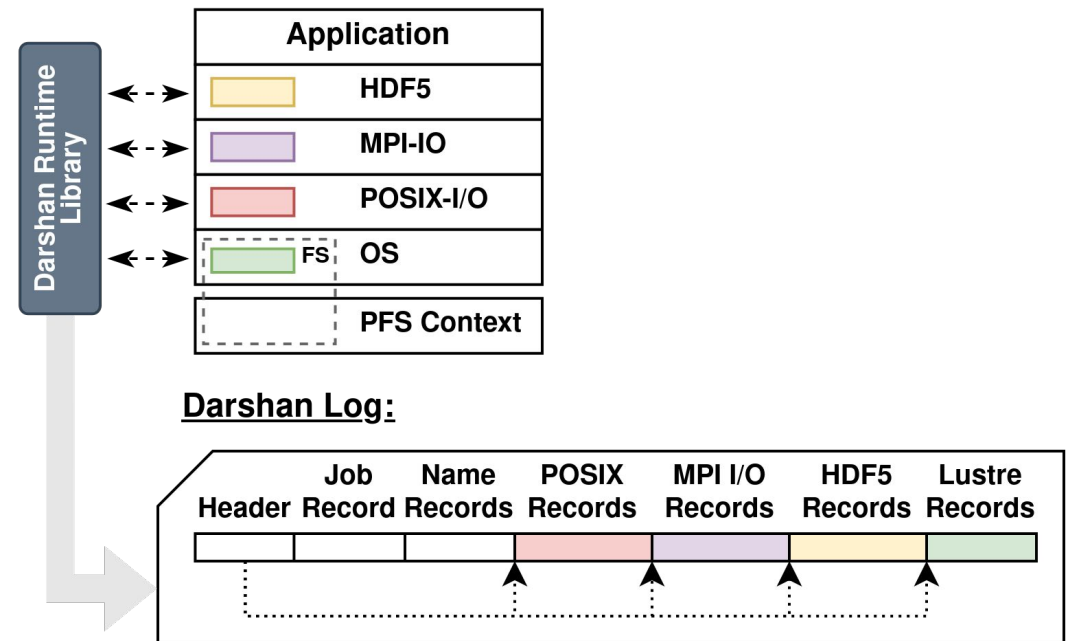 Darshan Runtime
Library
Application
HDF5
MPI-IO
POSIX-I/O
FS OS
PFS Context
Darshan Log:
Header
Job
Record
Name
Records
POSIX
Records
MPI I/O
Records
HDF5
Records
Lustre
Records